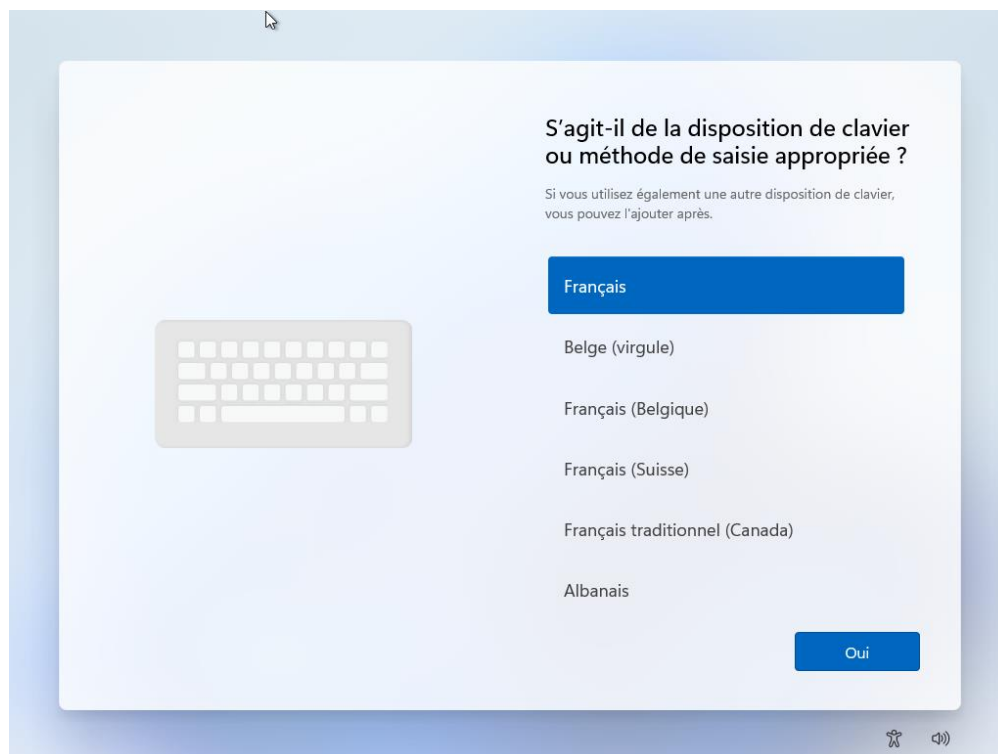 S'agit-il de la disposition de clavier
ou méthode de saisie appropriée ?
Si vous utilisez également une autre disposition de clavier,
vous pouvez l'ajouter après.
Français
Belge (virgule)
Français (Belgique)
Français (Suisse)
Français traditionnel (Canada)
Albanais
Oui